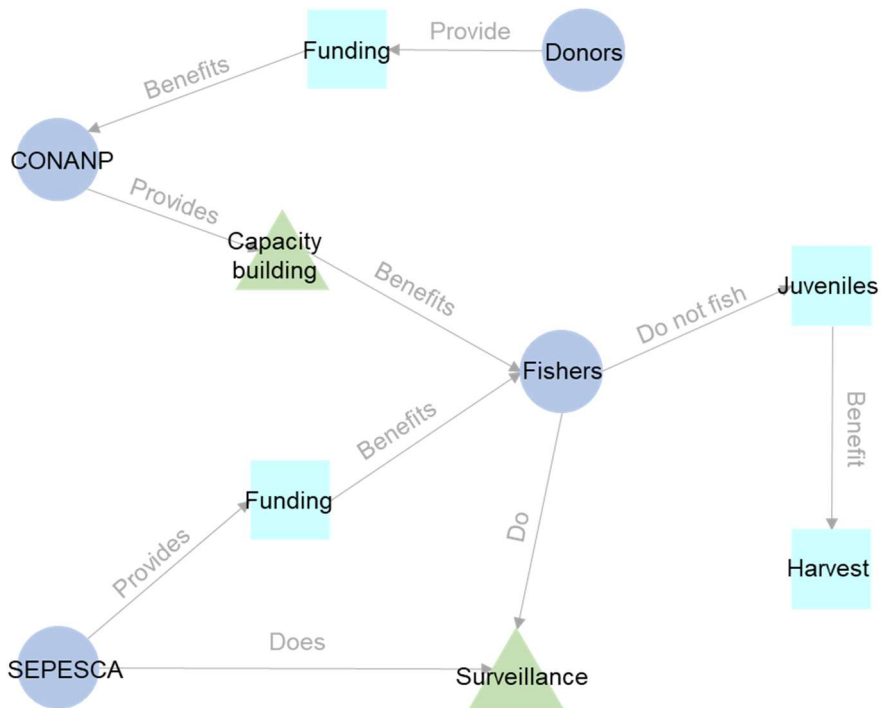 Funding
Provide
Donors
Benefits
CONANP
Provides
Capacity
building
Benefits
Juveniles
Do not fish
Fishers
Benefits
Benefit
Funding
Do
Provides
Harvest
Does
SEPESCA
Surveillance